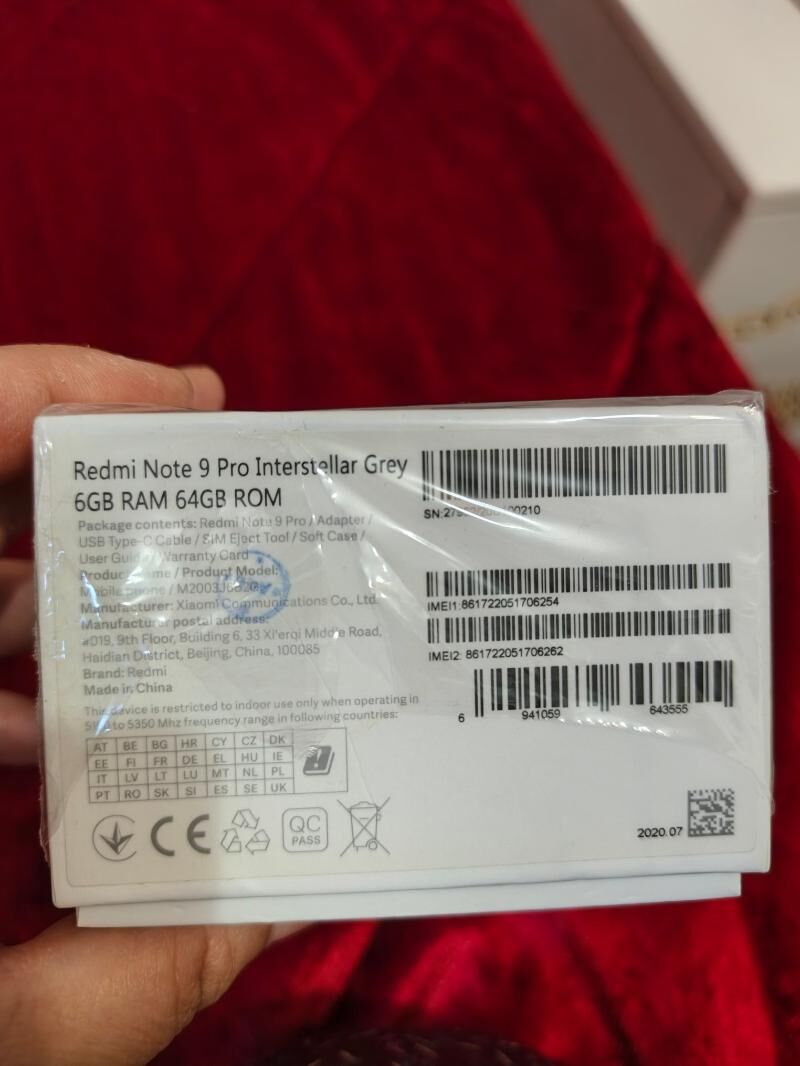 Redmi Note 9 Pro Interstellar Grey
6GB RAM 64GB ROM
Package contents: Redmi Note 9 Pro / Adapter /
USB Type-C Cable / SIM Eject Tool / Soft Case /
User Guide / Warranty Card
Product Name / Product Model:
Mobile phone / M2003J6B2G
Manufacturer: Xiaomi Communications Co., Ltd.
Manufacturer postal address:
#019, 9th Floor, Building 6, 33 Xi'erqi Middle Road,
Haidian District, Beijing, China, 100085
Brand: Redmi
Made in China
This device is restricted to indoor use only when operating in
5150 to 5350 Mhz frequency range in following countries:
AT BE BG HR CY CZ DK
EE FI FR DE EL HU IE
IT LV LT LU MT NL PL
PT RO SK SI ES SE UK
CE
QC
PASS
SN:
IMEI1:861722051706254
IMEI2: 861722051706262
6 941059 643555
2020.07